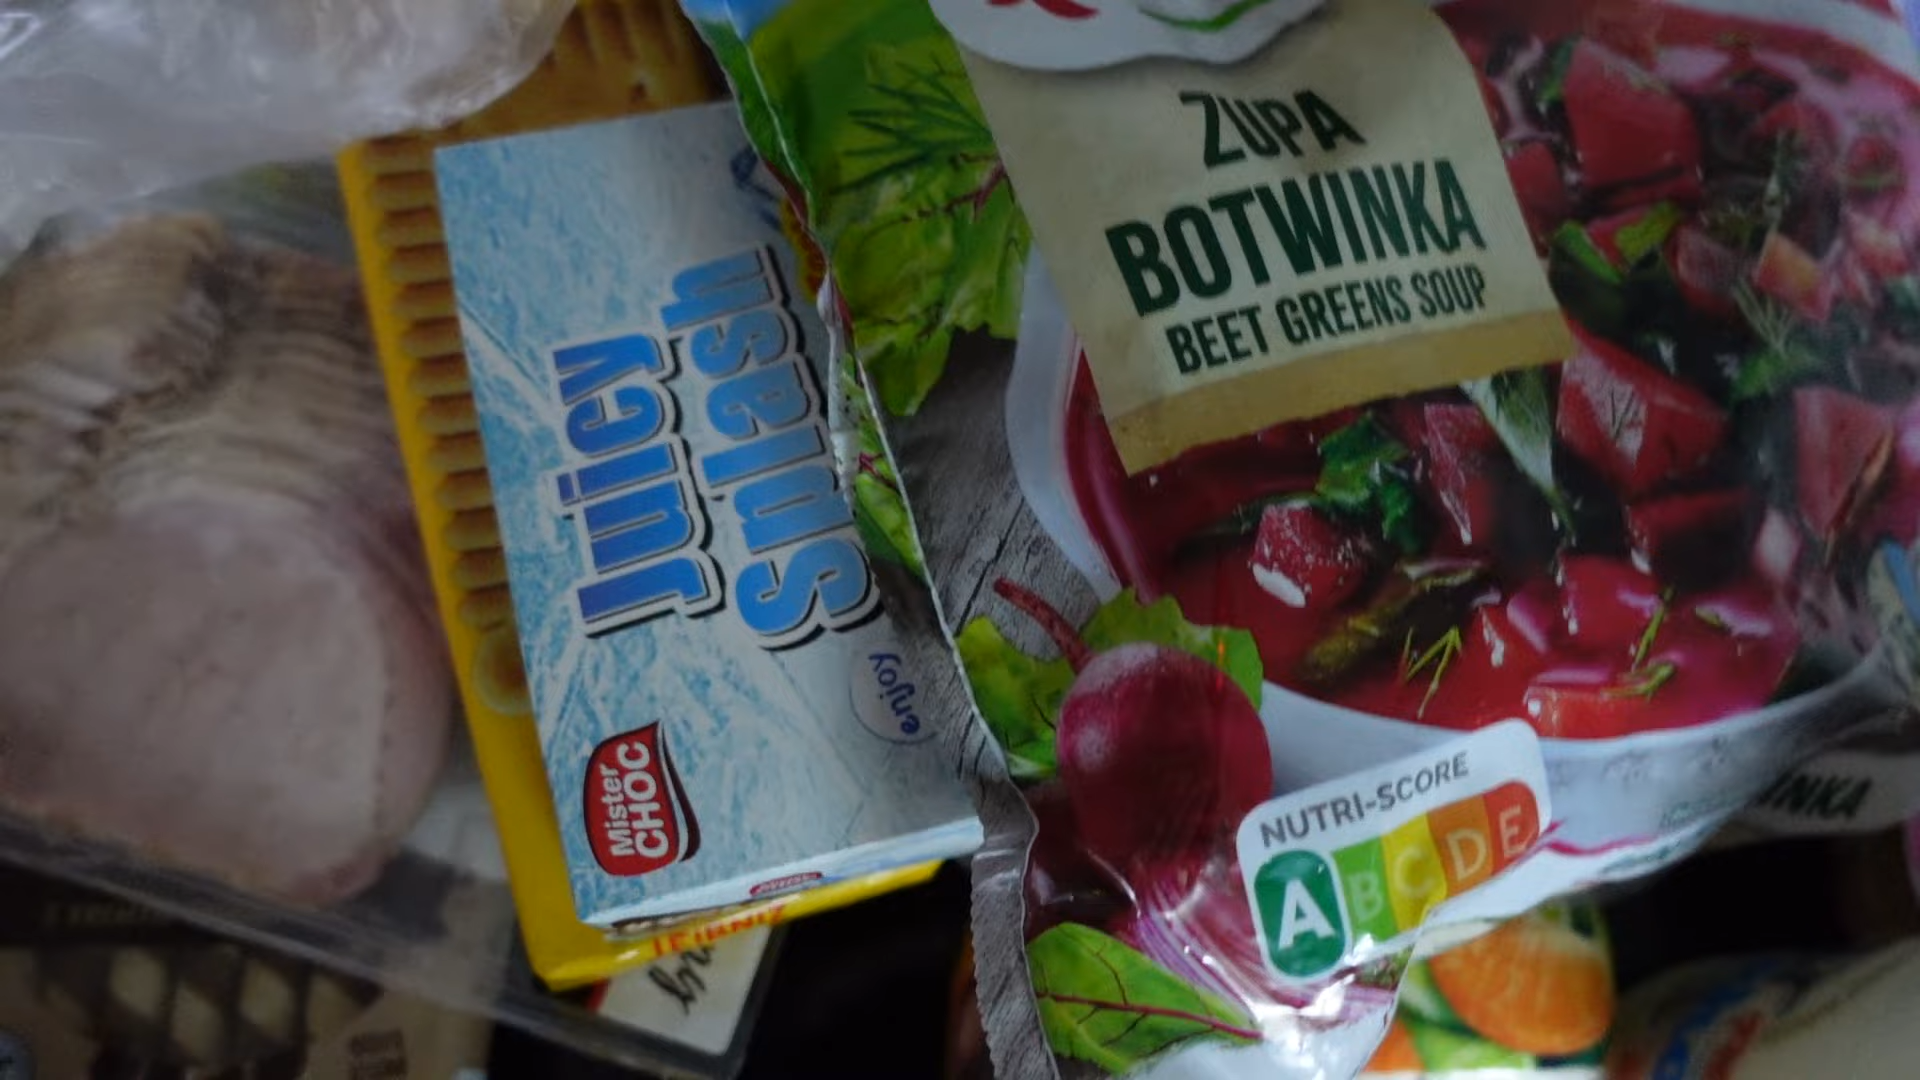 Juicy
Splash
enjoy
Mister
CHOC
ZUPA
BOTWINKA
BEET GREENS SOUP
NUTRI-SCORE
A B C D E